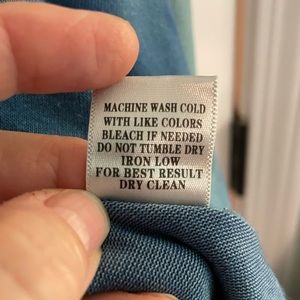 MACHINE WASH COLD
WITH LIKE COLORS
BLEACH IF NEEDED
DO NOT TUMBLE DRY
IRON LOW
FOR BEST RESULT
DRY CLEAN